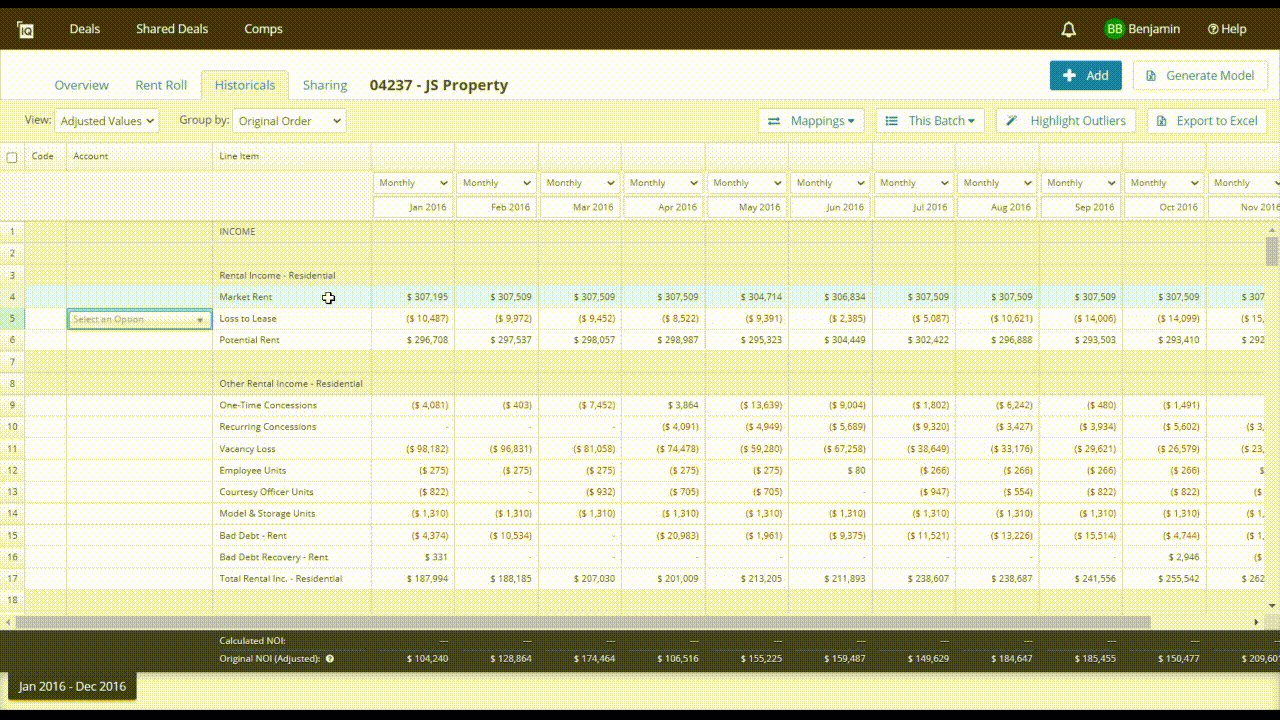 IQ Deals Shared Deals Comps BB Benjamin Help
Overview Rent Roll Historicals Sharing 04237 - JS Property Add Generate Model
View: Adjusted Values Group by: Original Order Mappings This Batch Highlight Outliers Export to Excel
Code Account Line Item
Monthly Monthly Monthly Monthly Monthly Monthly Monthly Monthly Monthly Monthly Monthly
Jan 2016 Feb 2016 Mar 2016 Apr 2016 May 2016 Jun 2016 Jul 2016 Aug 2016 Sep 2016 Oct 2016 Nov 2016
1 INCOME
2
3 Rental Income - Residential
4 Market Rent $ 307,195 $ 307,509 $ 307,509 $ 307,509 $ 304,714 $ 306,834 $ 307,509 $ 307,509 $ 307,509 $ 307,509 $ 307
5 Select an Option Loss to Lease ($ 10,487) ($ 9,972) ($ 9,452) ($ 8,522) ($ 9,391) ($ 2,385) ($ 5,087) ($ 10,621) ($ 14,006) ($ 14,099) ($ 15,
6 Potential Rent $ 296,708 $ 297,537 $ 298,057 $ 298,987 $ 295,323 $ 304,449 $ 302,422 $ 296,888 $ 293,503 $ 293,410 $ 292
7
8 Other Rental Income - Residential
9 One-Time Concessions ($ 4,081) ($ 403) ($ 7,452) $ 3,864 ($ 13,639) ($ 9,004) ($ 1,802) ($ 6,242) ($ 480) ($ 1,491)
10 Recurring Concessions - - - ($ 4,091) ($ 4,949) ($ 5,689) ($ 9,320) ($ 3,427) ($ 3,934) ($ 5,602) ($ 3,
11 Vacancy Loss ($ 98,182) ($ 96,831) ($ 81,058) ($ 74,478) ($ 59,280) ($ 67,258) ($ 38,649) ($ 33,176) ($ 29,621) ($ 26,579) ($ 23,
12 Employee Units ($ 275) ($ 275) ($ 275) ($ 275) ($ 275) $ 80 ($ 266) ($ 266) ($ 266) ($ 266) $
13 Courtesy Officer Units ($ 822) - ($ 932) ($ 705) ($ 705) - ($ 947) ($ 554) ($ 822) ($ 822) ($
14 Model & Storage Units ($ 1,310) ($ 1,310) ($ 1,310) ($ 1,310) ($ 1,310) ($ 1,310) ($ 1,310) ($ 1,310) ($ 1,310) ($ 1,310) ($ 1,
15 Bad Debt - Rent ($ 4,374) ($ 10,534) - ($ 20,983) ($ 1,961) ($ 9,375) ($ 11,521) ($ 13,226) ($ 15,514) ($ 4,744) ($ 1,
16 Bad Debt Recovery - Rent $ 331 - - - - - - - - $ 2,946 ($
17 Total Rental Inc. - Residential $ 187,994 $ 188,185 $ 207,030 $ 201,009 $ 213,205 $ 211,893 $ 238,607 $ 238,687 $ 241,556 $ 255,542 $ 262
18
Calculated NOI: --- --- --- --- --- --- --- --- --- --- ---
Original NOI (Adjusted): $ 104,240 $ 128,864 $ 174,464 $ 106,516 $ 155,225 $ 159,487 $ 149,629 $ 184,647 $ 185,455 $ 150,477 $ 209,60
Jan 2016 - Dec 2016